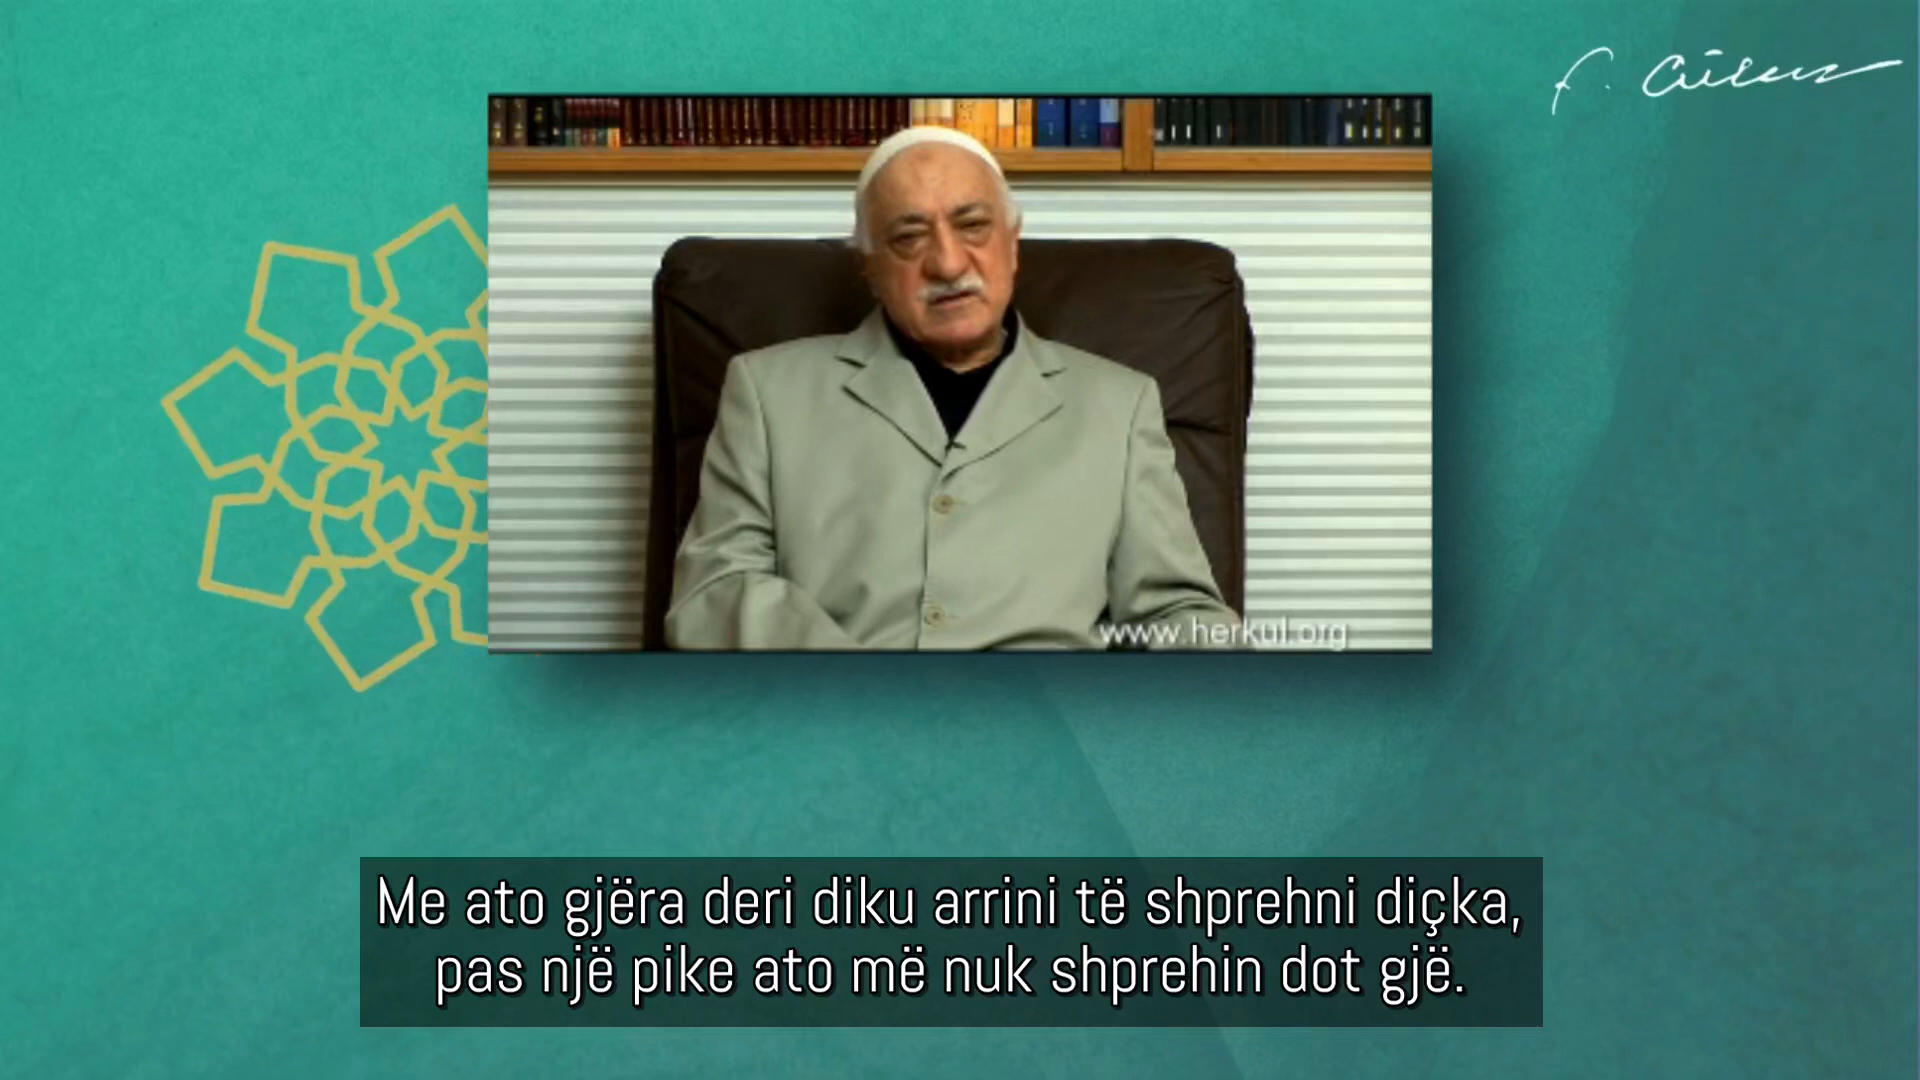 F. Gülen
www.herkul.org
Me ato gjëra deri diku arrini të shprehni diçka,
pas një pike ato më nuk shprehin dot gjë.